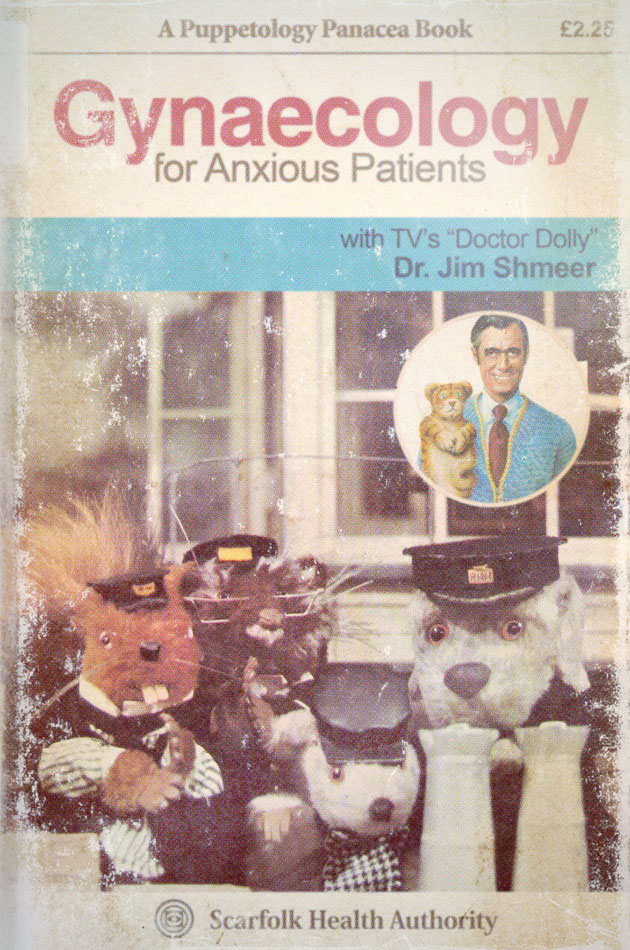 A Puppetology Panacea Book
£2.25
Gynaecology
for Anxious Patients
with TV's "Doctor Dolly"
Dr. Jim Shmeer
Scarfolk Health Authority